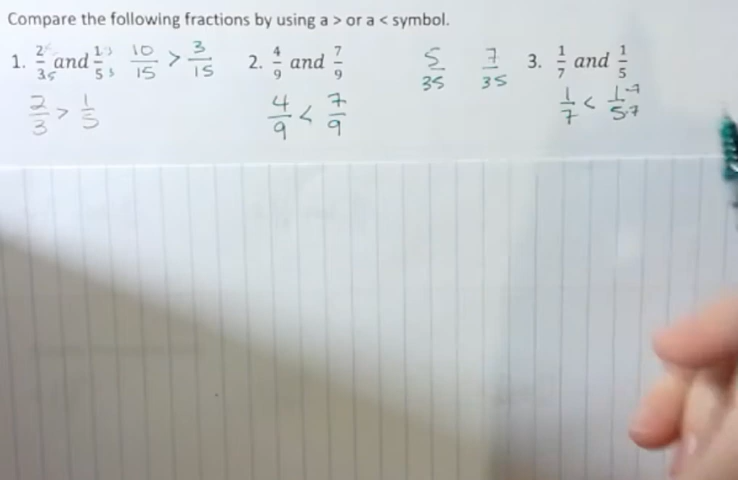 Compare the following fractions by using a > or a < symbol.
1. 2/3 and 1/5 10/15 > 3/15 2. 4/9 and 7/9 5/35 7/35 3. 1/7 and 1/5
2/3 > 1/5 4/9 < 7/9 1/7 < 1·7/5·7